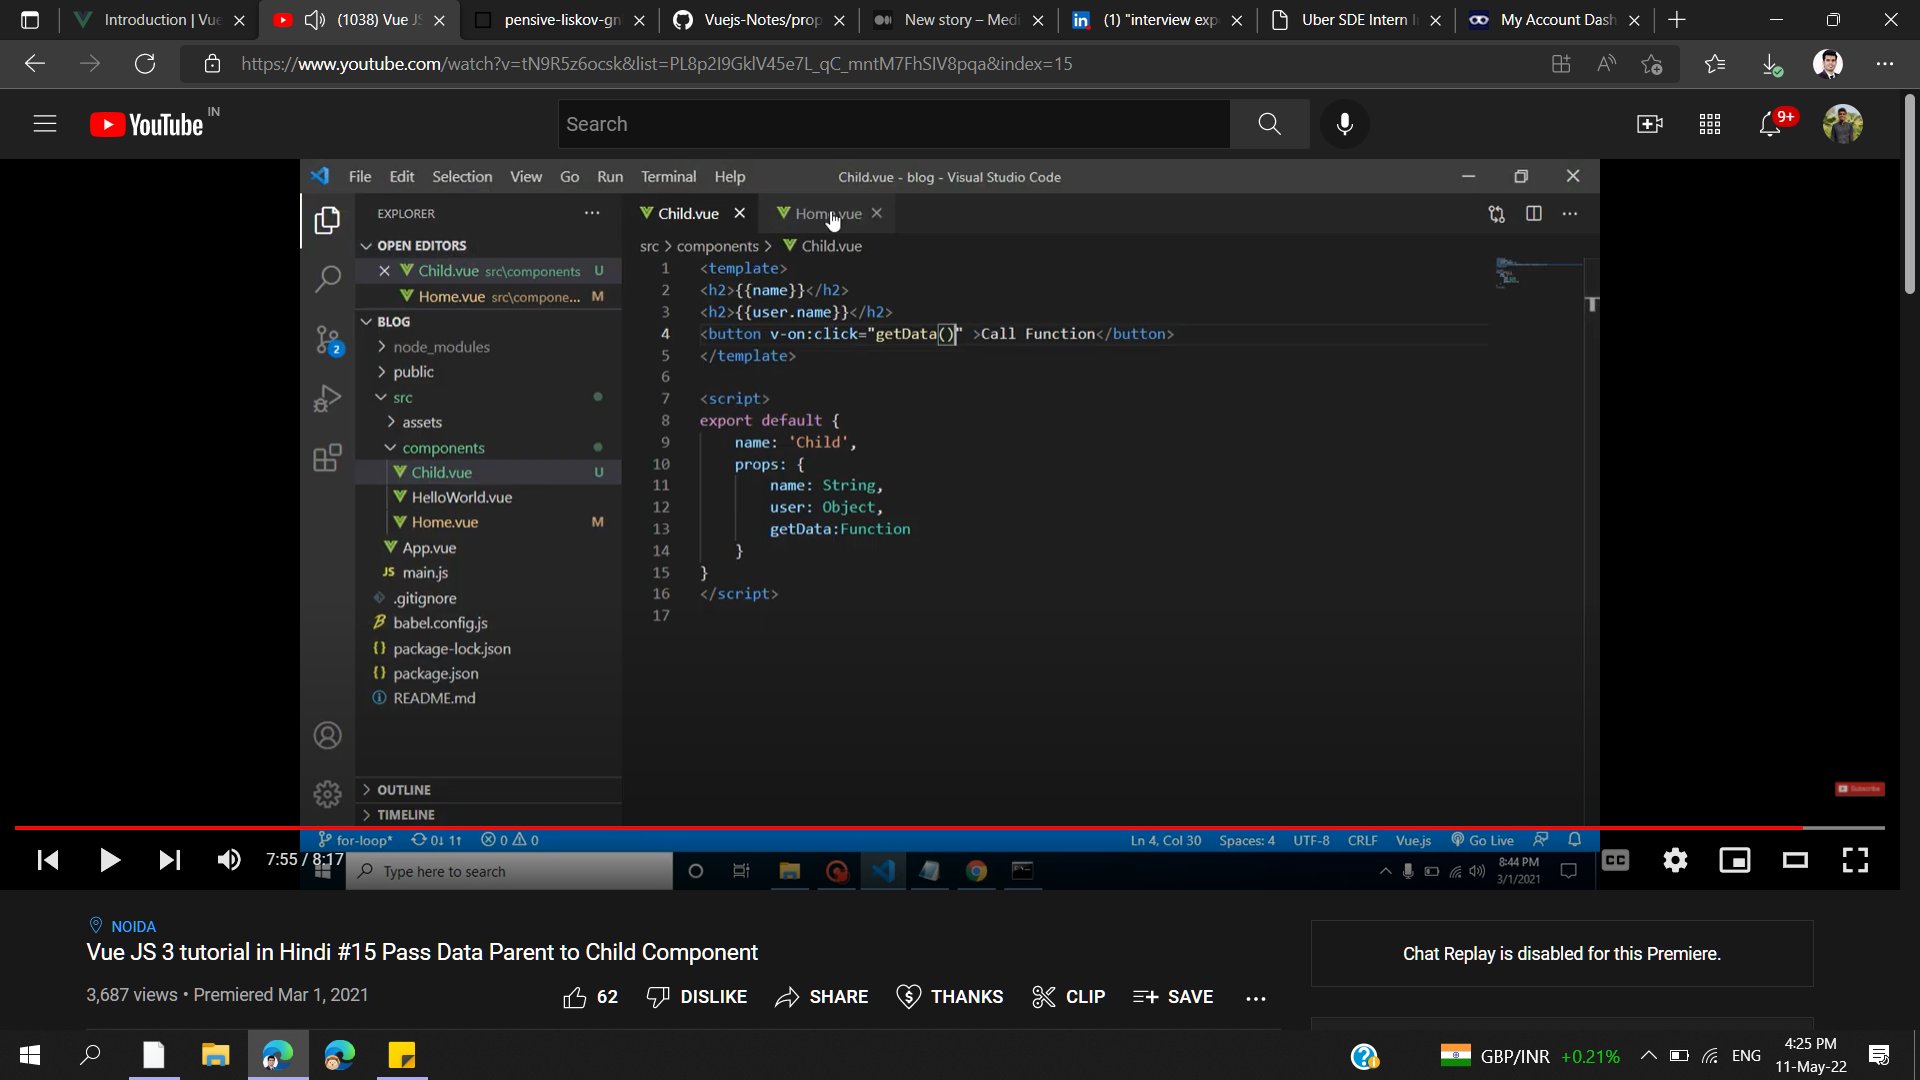 Introduction | Vue
(1038) Vue JS
pensive-liskov-gn
Vuejs-Notes/prop
New story – Medi
(1) "interview exp
Uber SDE Intern I
My Account Dash
https://www.youtube.com/watch?v=tN9R5z6ocsk&list=PL8p2I9GklV45e7L_qC_mntM7FhSIV8pqa&index=15
YouTube IN
Search
9+
File Edit Selection View Go Run Terminal Help
Child.vue - blog - Visual Studio Code
EXPLORER
Child.vue
Home.vue
src > components > Child.vue
OPEN EDITORS
Child.vue src\components U
Home.vue src\compone... M
BLOG
node_modules
public
src
assets
components
Child.vue U
HelloWorld.vue
Home.vue M
App.vue
JS main.js
.gitignore
babel.config.js
{} package-lock.json
{} package.json
README.md
OUTLINE
TIMELINE
2
1 <template>
2 <h2>{{name}}</h2>
3 <h2>{{user.name}}</h2>
4 <button v-on:click="getData()" >Call Function</button>
5 </template>
6
7 <script>
8 export default {
9 name: 'Child',
10 props: {
11 name: String,
12 user: Object,
13 getData:Function
14 }
15 }
16 </script>
17
Subscribe
for-loop* 0↓ 1↑ 0 0
Ln 4, Col 30 Spaces: 4 UTF-8 CRLF Vue.js Go Live
7:55 / 8:17
Type here to search
8:44 PM
3/1/2021
CC
NOIDA
Vue JS 3 tutorial in Hindi #15 Pass Data Parent to Child Component
3,687 views • Premiered Mar 1, 2021
62 DISLIKE SHARE THANKS CLIP SAVE
Chat Replay is disabled for this Premiere.
GBP/INR +0.21%
ENG
4:25 PM
11-May-22